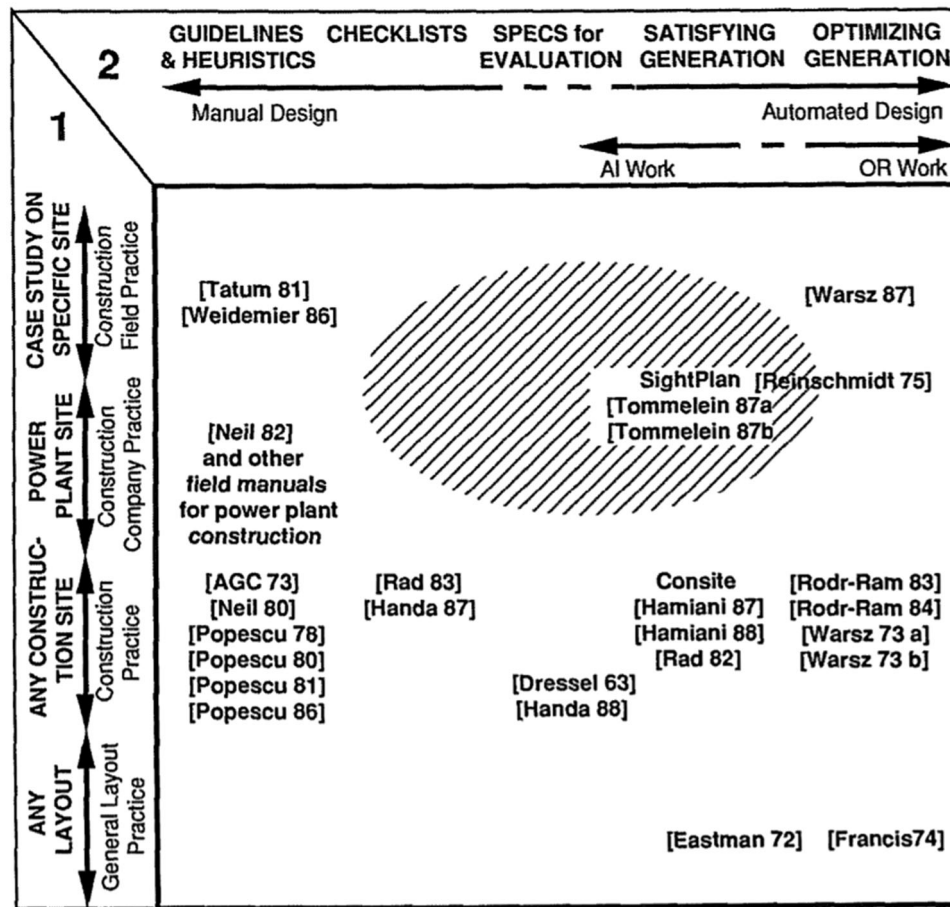 2
1
GUIDELINES & HEURISTICS
CHECKLISTS
SPECS for EVALUATION
SATISFYING GENERATION
OPTIMIZING GENERATION
Manual Design
Automated Design
AI Work
OR Work
CASE STUDY ON SPECIFIC SITE
Construction Field Practice
[Tatum 81]
[Weidemier 86]
[Warsz 87]
POWER PLANT SITE
Construction Company Practice
[Neil 82]
and other
field manuals
for power plant
construction
SightPlan
[Tommelein 87a
[Tommelein 87b
[Reinschmidt 75]
ANY CONSTRUC-
TION SITE
Construction Practice
[AGC 73]
[Neil 80]
[Popescu 78]
[Popescu 80]
[Popescu 81]
[Popescu 86]
[Rad 83]
[Handa 87]
[Dressel 63]
[Handa 88]
Consite
[Hamiani 87]
[Hamiani 88]
[Rad 82]
[Rodr-Ram 83]
[Rodr-Ram 84]
[Warsz 73 a]
[Warsz 73 b]
ANY LAYOUT
General Layout Practice
[Eastman 72]
[Francis74]